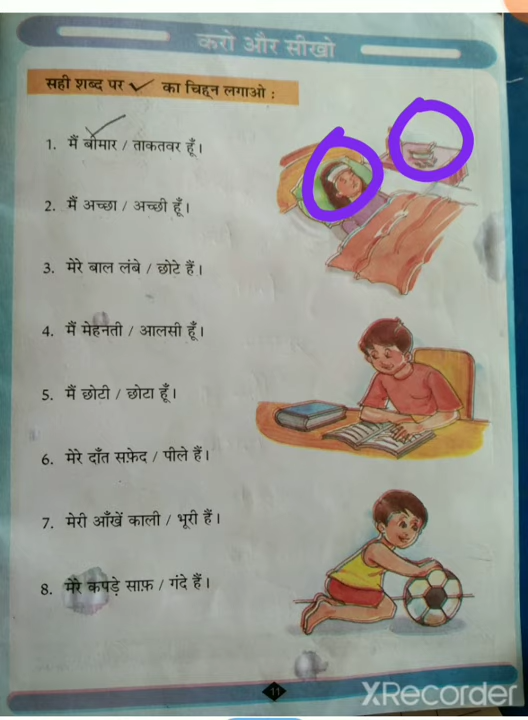 करो और सीखो
सही शब्द पर ✓ का चिह्न लगाओ :
1. मैं बीमार / ताकतवर हूँ।
2. मैं अच्छा / अच्छी हूँ।
3. मेरे बाल लंबे / छोटे हैं।
4. मैं मेहनती / आलसी हूँ।
5. मैं छोटी / छोटा हूँ।
6. मेरे दाँत सफ़ेद / पीले हैं।
7. मेरी आँखें काली / भूरी हैं।
8. मेरे कपड़े साफ़ / गंदे हैं।
11
XRecorder